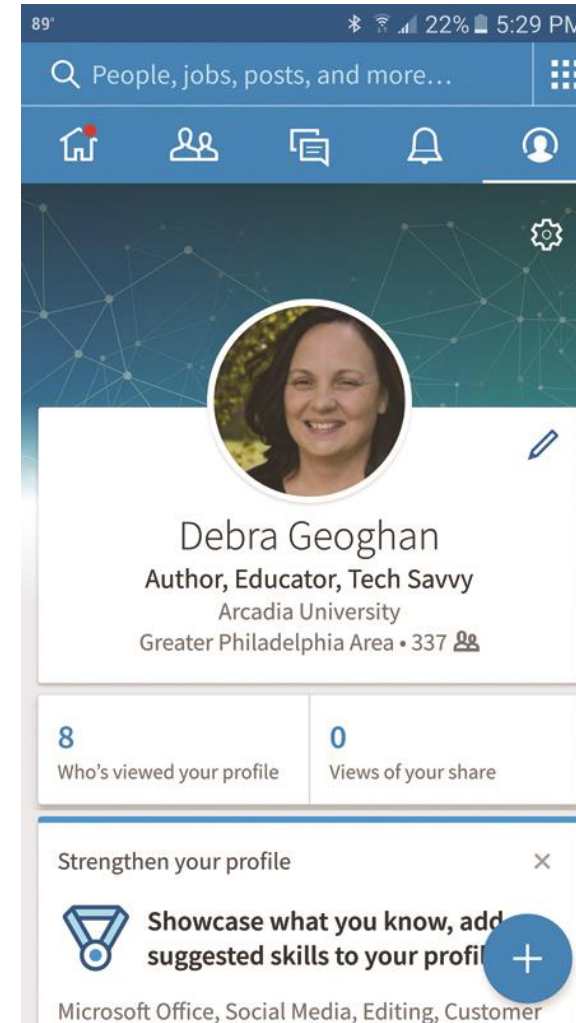 89° 22% 5:29 PM
People, jobs, posts, and more...
Debra Geoghan
Author, Educator, Tech Savvy
Arcadia University
Greater Philadelphia Area • 337
8
Who's viewed your profile
0
Views of your share
Strengthen your profile
Showcase what you know, add
suggested skills to your
Microsoft Office, Social Media, Editing, Customer